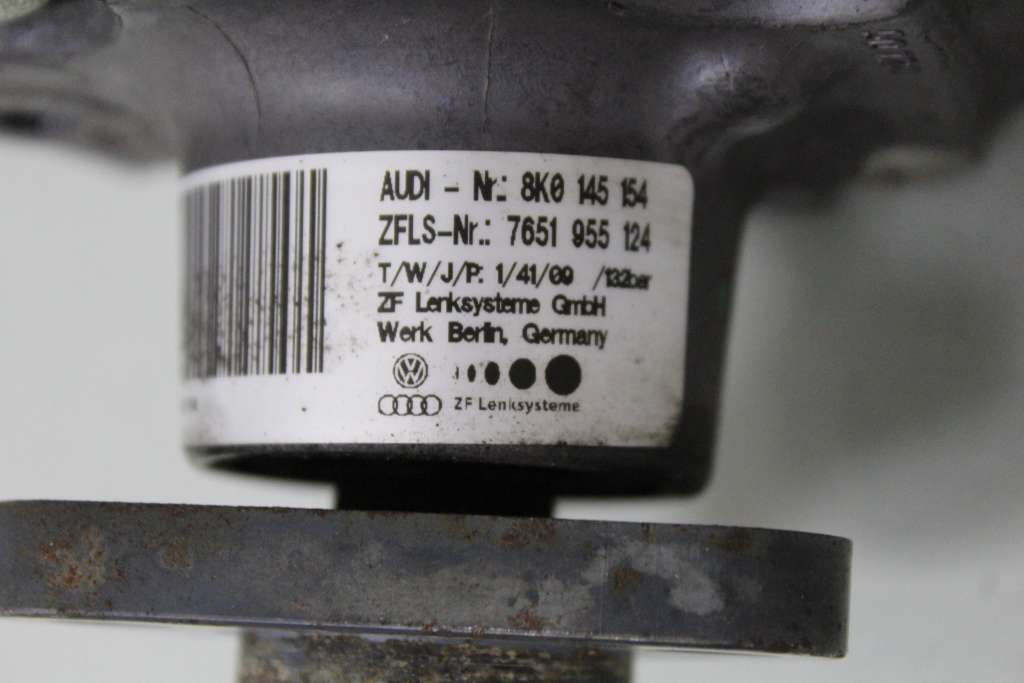 AUDI - Nr.: 8K0 145 154
ZFLS-Nr.: 7651 955 124
T/W/J/P: 1/41/09 /132bar
ZF Lenksysteme GmbH
Werk Berlin, Germany
ZF Lenksysteme